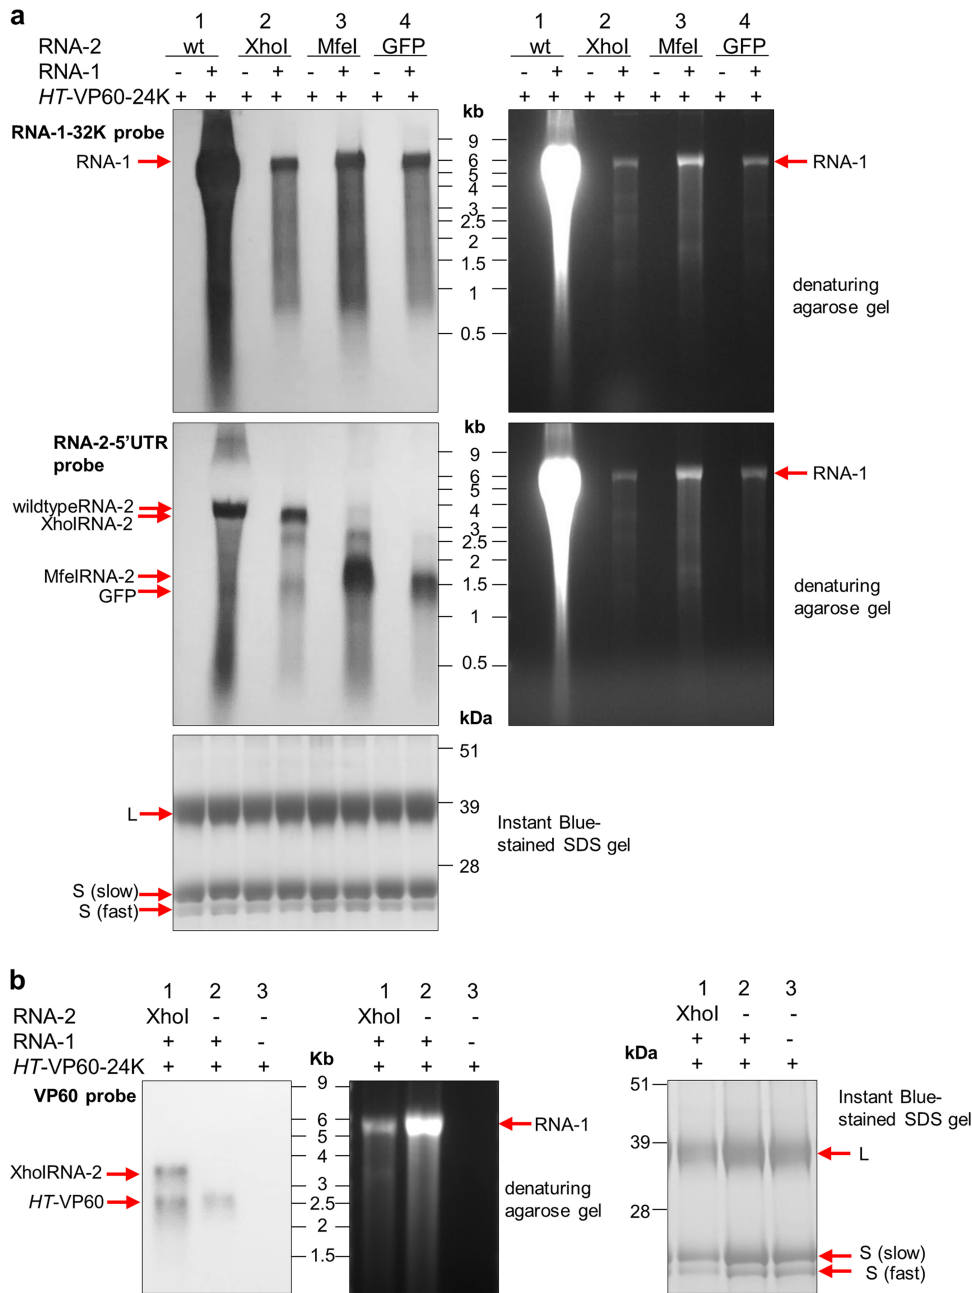 a
1 2 3 4 1 2 3 4
RNA-2 wt XhoI MfeI GFP wt XhoI MfeI GFP
RNA-1 - + - + - + - + - + - + - + - +
HT-VP60-24K + + + + + + + + + + + + + + + +
kb
RNA-1-32K probe
RNA-1
9
6
5
4
3
2.5
2
1.5
1
0.5
RNA-1
denaturing
agarose gel
RNA-2-5'UTR
probe
wildtypeRNA-2
XhoIRNA-2
MfeIRNA-2
GFP
kb
9
6
5
4
3
2.5
2
1.5
1
0.5
RNA-1
denaturing
agarose gel
kDa
51
39
28
L
S (slow)
S (fast)
Instant Blue-
stained SDS gel
b
1 2 3 1 2 3 1 2 3
RNA-2 XhoI - - XhoI - - XhoI - -
RNA-1 + + - + + - + + -
HT-VP60-24K + + + + + + + + +
VP60 probe
XhoIRNA-2
HT-VP60
Kb
9
6
5
4
3
2.5
2
1.5
RNA-1
denaturing
agarose gel
kDa
51
39
28
Instant Blue-
stained SDS gel
L
S (slow)
S (fast)